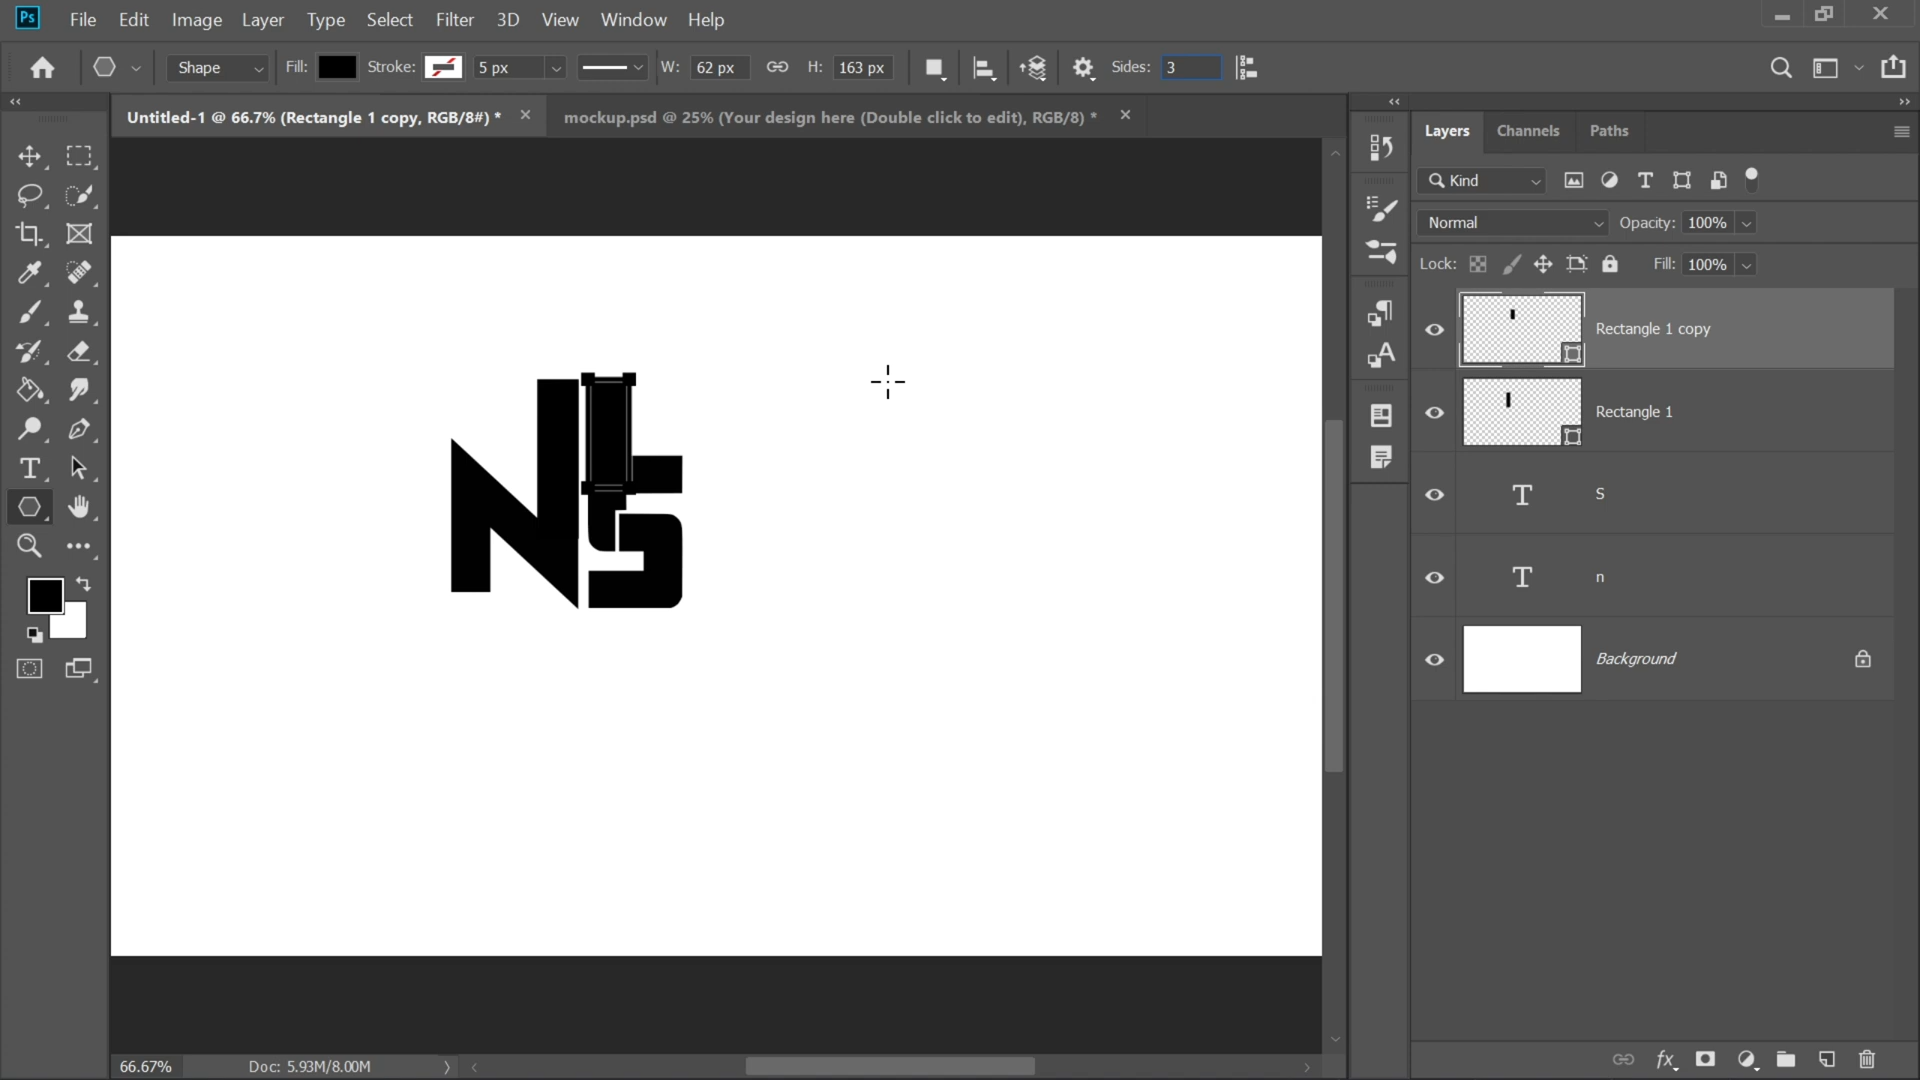 Ps File Edit Image Layer Type Select Filter 3D View Window Help
Shape Fill: Stroke: 5 px W: 62 px H: 163 px Sides: 3
Untitled-1 @ 66.7% (Rectangle 1 copy, RGB/8#) *
mockup.psd @ 25% (Your design here (Double click to edit), RGB/8) *
Layers Channels Paths
Kind
Normal Opacity: 100%
Lock: Fill: 100%
Rectangle 1 copy
Rectangle 1
S
n
Background
NS
66.67% Doc: 5.93M/8.00M